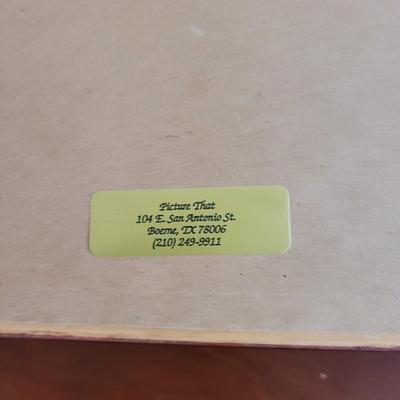 Picture That
104 E. San Antonio St.
Boerne, TX 78006
(210) 249-9911